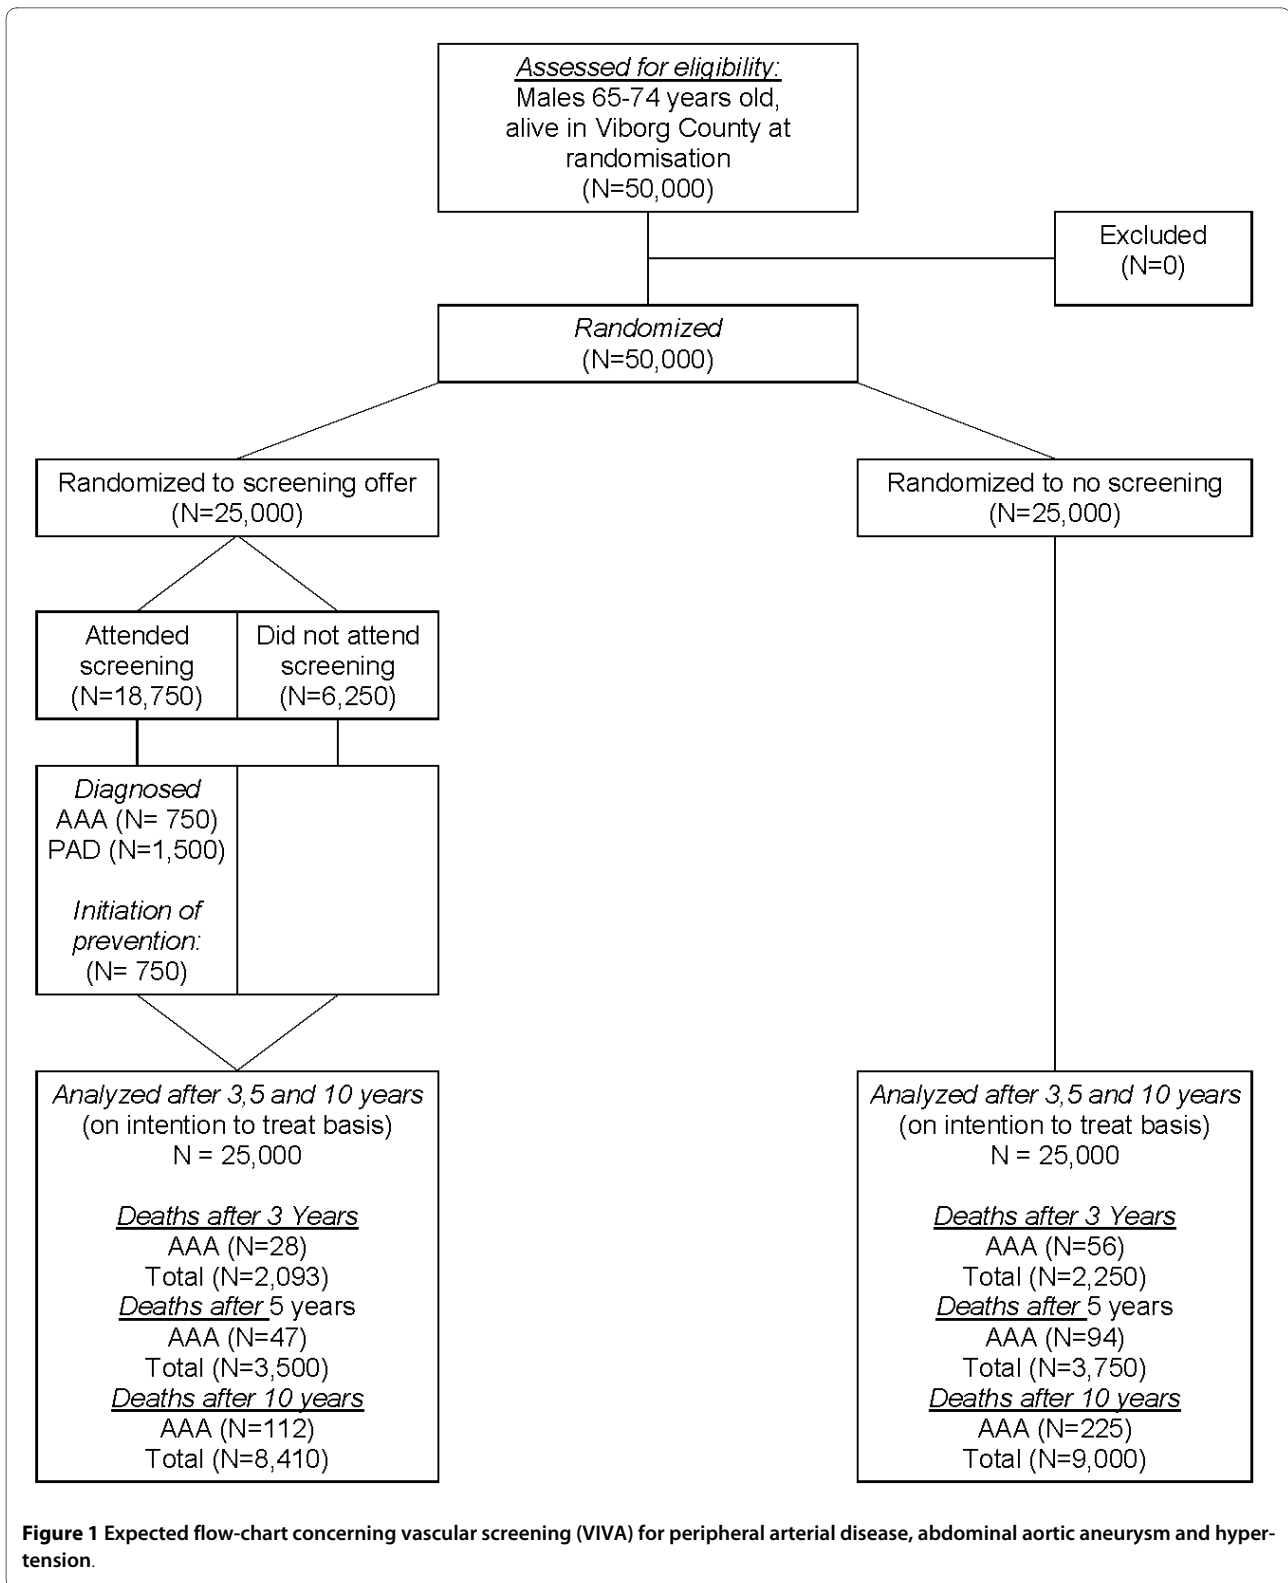 Assessed for eligibility:
Males 65-74 years old,
alive in Viborg County at
randomisation
(N=50,000)
Excluded
(N=0)
Randomized
(N=50,000)
Randomized to screening offer
(N=25,000)
Randomized to no screening
(N=25,000)
Attended
screening
(N=18,750)
Did not attend
screening
(N=6,250)
Diagnosed
AAA (N= 750)
PAD (N=1,500)
Initiation of
prevention:
(N= 750)
Analyzed after 3,5 and 10 years
(on intention to treat basis)
N = 25,000
Deaths after 3 Years
AAA (N=28)
Total (N=2,093)
Deaths after 5 years
AAA (N=47)
Total (N=3,500)
Deaths after 10 years
AAA (N=112)
Total (N=8,410)
Analyzed after 3,5 and 10 years
(on intention to treat basis)
N = 25,000
Deaths after 3 Years
AAA (N=56)
Total (N=2,250)
Deaths after 5 years
AAA (N=94)
Total (N=3,750)
Deaths after 10 years
AAA (N=225)
Total (N=9,000)
Figure 1 Expected flow-chart concerning vascular screening (VIVA) for peripheral arterial disease, abdominal aortic aneurysm and hyper-
tension.